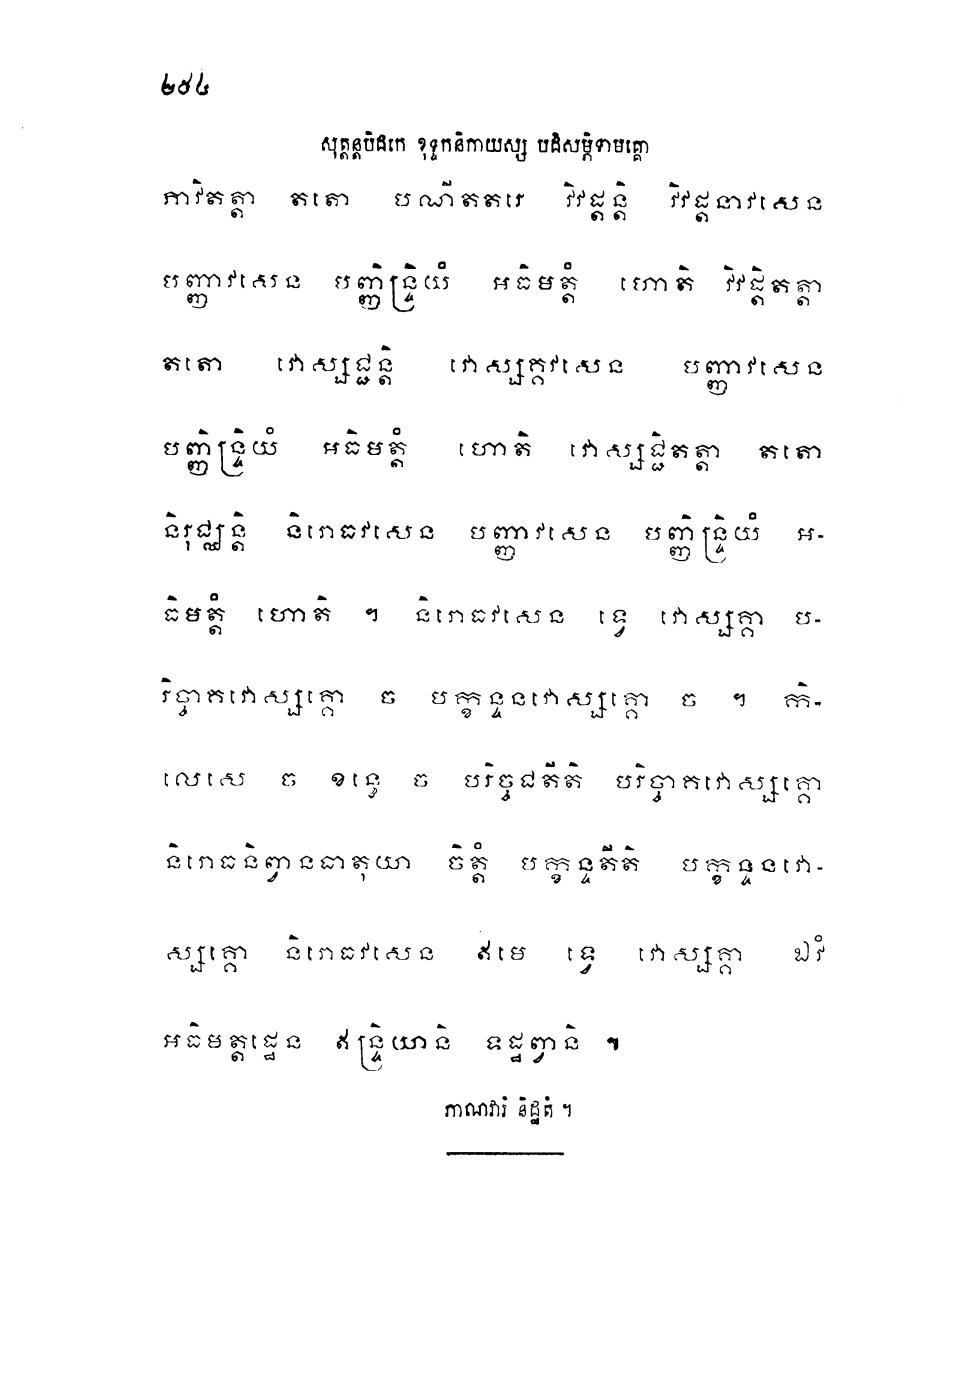 ២៩៤
សុត្តន្តបិដកេ ខុទ្ទកនិកាយស្ស បដិសម្ភិទាមគ្គោ
ភាវិតត្តា តតោ បណីតតរេ វិវដ្តន្តិ វិវដ្តនាវសេន
បញ្ញាវសេន បញ្ញិន្ទ្រិយំ អធិមត្តំ ហោតិ វិវដ្តិតត្តា
តតោ វោស្សជ្ជន្តិ វោស្សគ្គវសេន បញ្ញាវសេន
បញ្ញិន្ទ្រិយំ អធិមត្តំ ហោតិ វោស្សជ្ជិតត្តា តតោ
និរុជ្ឈន្តិ និរោធវសេន បញ្ញាវសេន បញ្ញិន្ទ្រិយំ អ-
ធិមត្តំ ហោតិ ។ និរោធវសេន ទ្វេ វោស្សគ្គា ប-
រិច្ចាគវោស្សគ្គោ ច បក្ខន្ទនវោស្សគ្គោ ច ។ កិ-
លេសេ ច ខន្ធេ ច បរិច្ចជតីតិ បរិច្ចាគវោស្សគ្គោ
និរោធនិព្វានធាតុយា ចិត្តំ បក្ខន្ទតីតិ បក្ខន្ទនវោ-
ស្សគ្គោ និរោធវសេន ឥមេ ទ្វេ វោស្សគ្គា ឯវំ
អធិមត្តដ្ឋេន ឥន្ទ្រិយានិ ទដ្ឋព្វានិ ៕
ភាណវារំ និដ្ឋិតំ ។